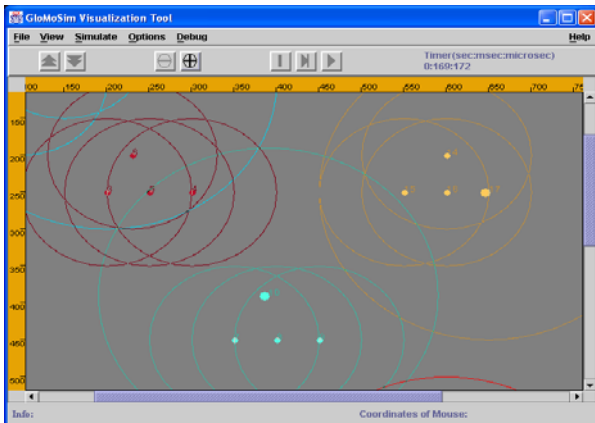 GloMoSim Visualization Tool
File View Simulate Options Debug Help
Timer(sec:msec:microsec)
0:169:172
100 150 200 250 300 350 400 450 500 550 600 650 700 750
150
200
250
300
350
400
450
500
Info: Coordinates of Mouse: